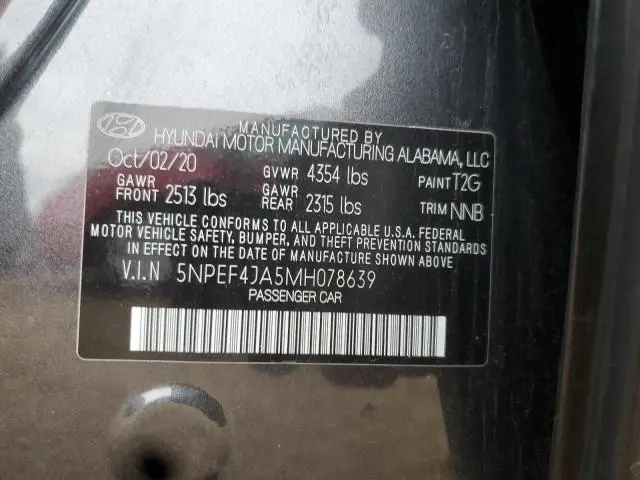 MANUFACTURED BY
HYUNDAI MOTOR MANUFACTURING ALABAMA, LLC
Oct/02/20 GVWR 4354 lbs PAINT T2G
GAWR FRONT 2513 lbs GAWR REAR 2315 lbs TRIM NNB
THIS VEHICLE CONFORMS TO ALL APPLICABLE U.S.A. FEDERAL
MOTOR VEHICLE SAFETY, BUMPER, AND THEFT PREVENTION STANDARDS
IN EFFECT ON THE DATE OF MANUFACTURE SHOWN ABOVE.
V.I.N 5NPEF4JA5MH078639
PASSENGER CAR